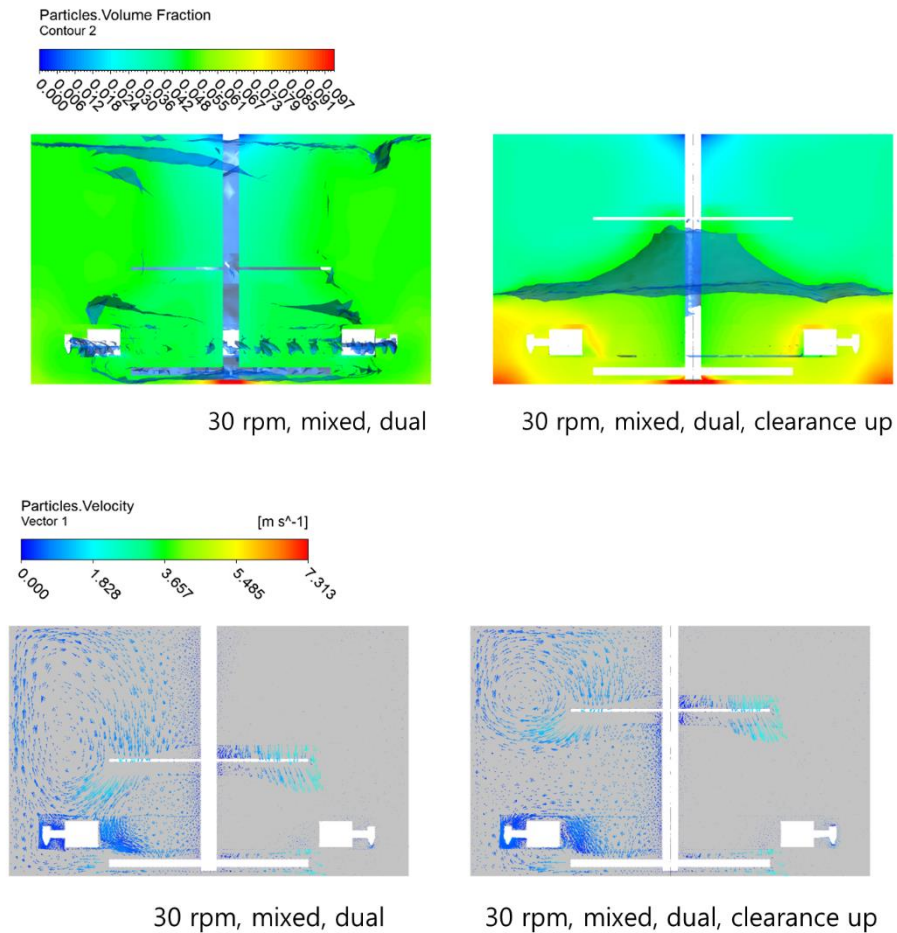 Particles.Volume Fraction
Contour 2
0.000
0.006
0.012
0.018
0.024
0.030
0.036
0.042
0.048
0.055
0.061
0.067
0.073
0.079
0.085
0.091
0.097
30 rpm, mixed, dual
30 rpm, mixed, dual, clearance up
Particles.Velocity
Vector 1 [m s^-1]
0.000
1.828
3.657
5.485
7.313
30 rpm, mixed, dual
30 rpm, mixed, dual, clearance up